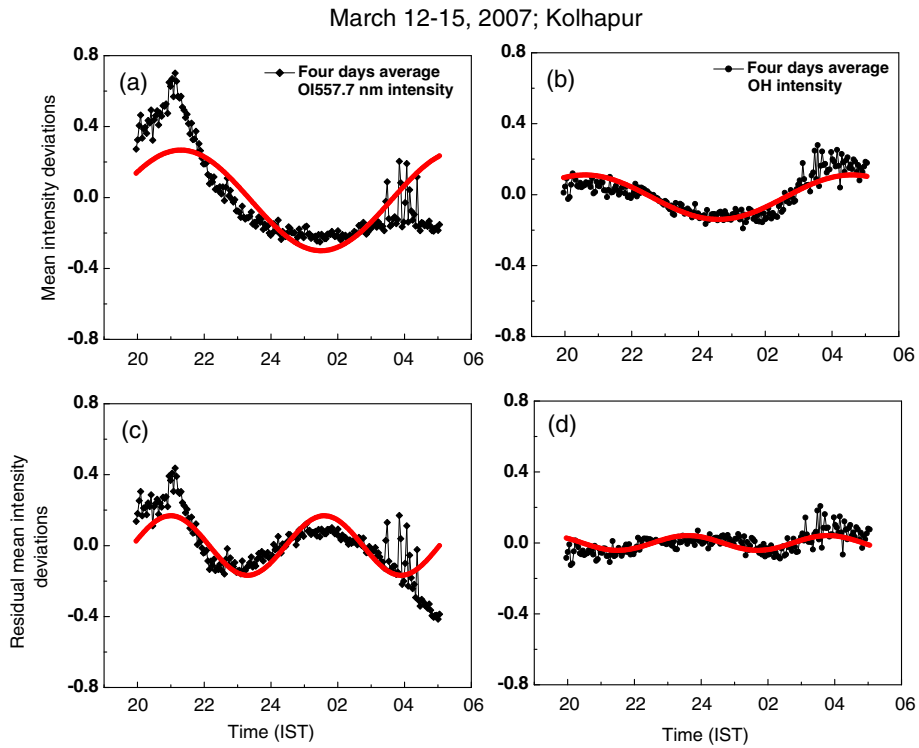 March 12-15, 2007; Kolhapur
(a)
Four days average
OI557.7 nm intensity
Mean intensity deviations
0.8
0.4
0.0
-0.4
-0.8
20 22 24 02 04 06
(b)
Four days average
OH intensity
0.8
0.4
0.0
-0.4
-0.8
20 22 24 02 04 06
(c)
Residual mean intensity
deviations
0.8
0.4
0.0
-0.4
-0.8
20 22 24 02 04 06
Time (IST)
(d)
0.8
0.4
0.0
-0.4
-0.8
20 22 24 02 04 06
Time (IST)